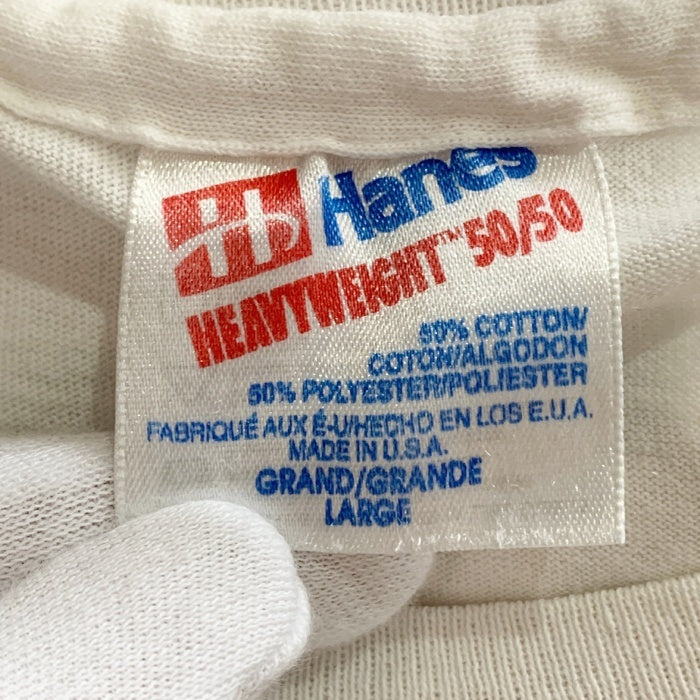 Hanes
HEAVYWEIGHT™ 50/50
50% COTTON/
COTON/ALGODON
50% POLYESTER/POLIESTER
FABRIQUÉ AUX É-U/HECHO EN LOS E.U.A.
MADE IN U.S.A.
GRAND/GRANDE
LARGE